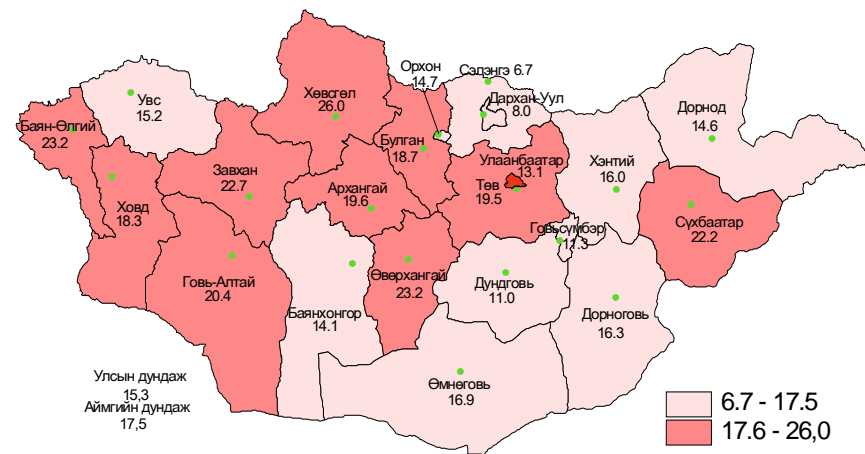 Увс
15.2
Баян-Өлгий
23.2
Ховд
18.3
Завхан
22.7
Хөвсгөл
26.0
Орхон
14.7
Сэлэнгэ 6.7
Дархан-Уул
8.0
Булган
18.7
Архангай
19.6
Улаанбаатар
13.1
Төв
19.5
Дорнод
14.6
Хэнтий
16.0
Сүхбаатар
22.2
Говьсүмбэр
11.3
Говь-Алтай
20.4
Баянхонгор
14.1
Өвөрхангай
23.2
Дундговь
11.0
Дорноговь
16.3
Өмнөговь
16.9
Улсын дундаж
15,3
Аймгийн дундаж
17,5
6.7 - 17.5
17.6 - 26,0